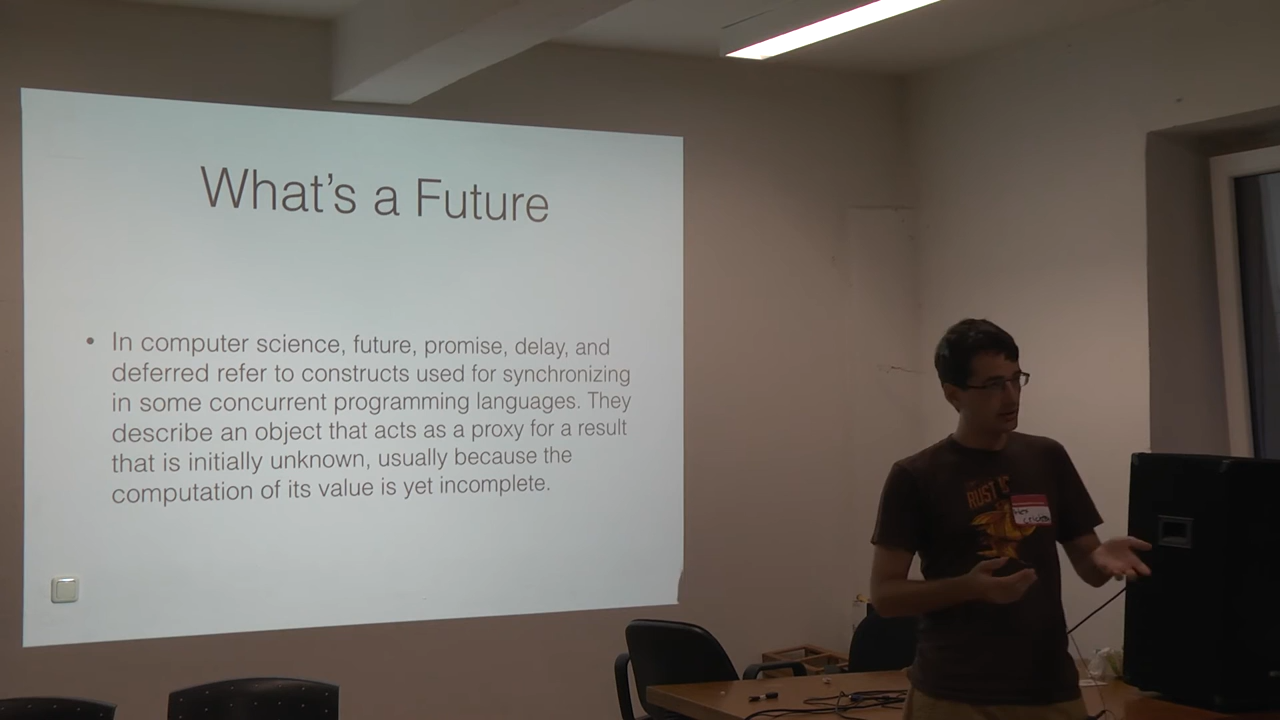 What's a Future
• In computer science, future, promise, delay, and
deferred refer to constructs used for synchronizing
in some concurrent programming languages. They
describe an object that acts as a proxy for a result
that is initially unknown, usually because the
computation of its value is yet incomplete.
RUST